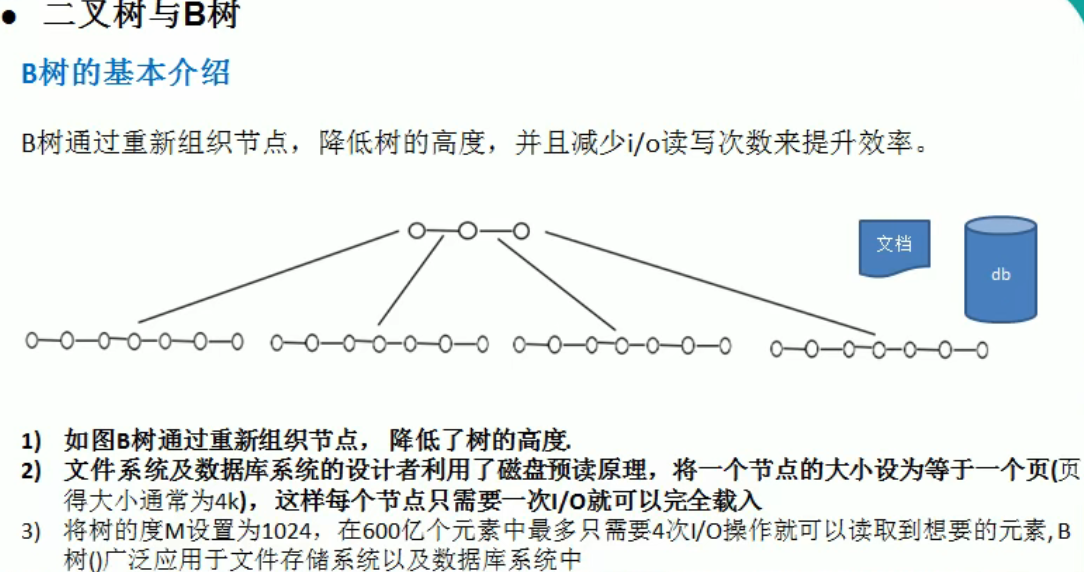 ● 二叉树与B树
B树的基本介绍
B树通过重新组织节点，降低树的高度，并且减少i/o读写次数来提升效率。
文档
db
1) 如图B树通过重新组织节点， 降低了树的高度.
2) 文件系统及数据库系统的设计者利用了磁盘预读原理，将一个节点的大小设为等于一个页(页
得大小通常为4k)，这样每个节点只需要一次I/O就可以完全载入
3) 将树的度M设置为1024，在600亿个元素中最多只需要4次I/O操作就可以读取到想要的元素, B
树()广泛应用于文件存储系统以及数据库系统中